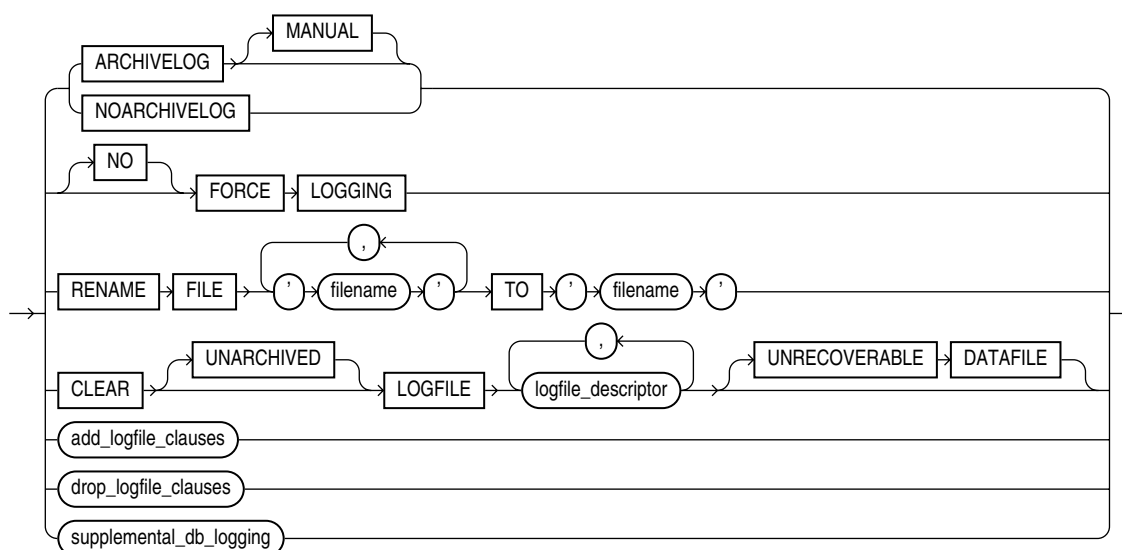 MANUAL
ARCHIVELOG
NOARCHIVELOG
NO
FORCE LOGGING
,
RENAME FILE ' filename ' TO ' filename '
,
UNARCHIVED UNRECOVERABLE DATAFILE
CLEAR LOGFILE logfile_descriptor
add_logfile_clauses
drop_logfile_clauses
supplemental_db_logging